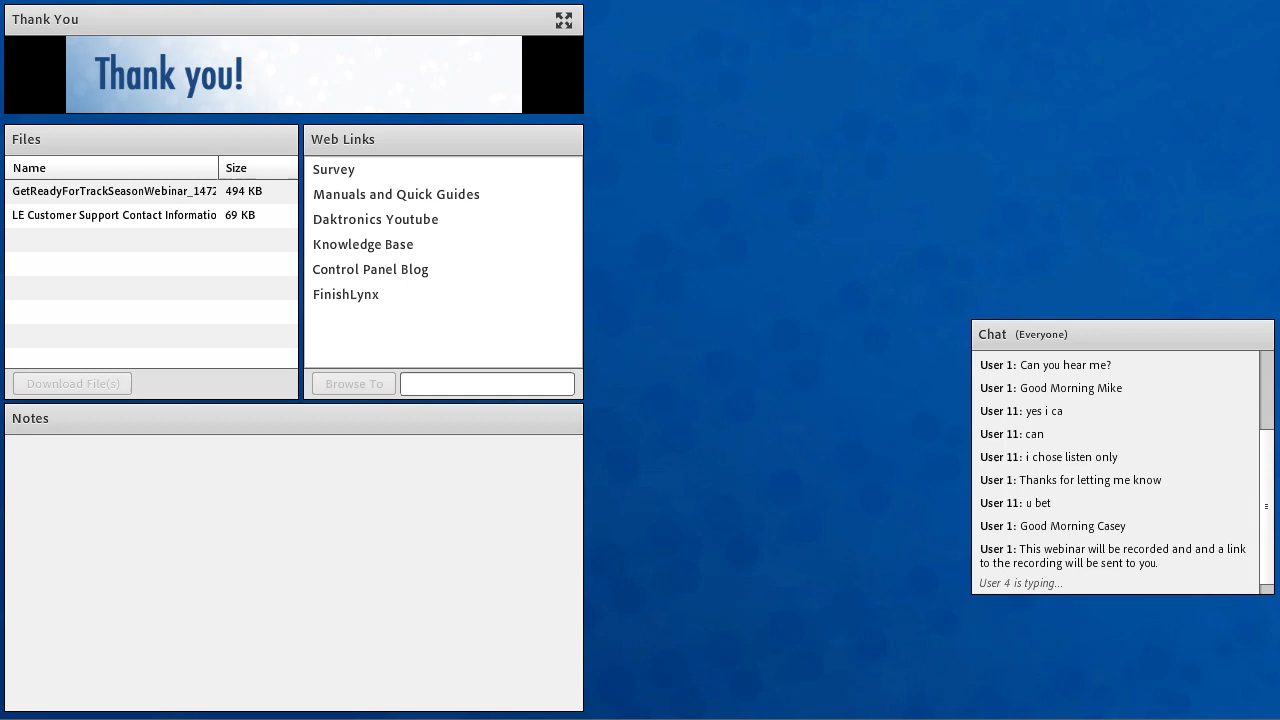 Thank You
Thank you!
Files
Name Size
GetReadyForTrackSeasonWebinar_1472 494 KB
LE Customer Support Contact Informatio 69 KB
Download File(s)
Web Links
Survey
Manuals and Quick Guides
Daktronics Youtube
Knowledge Base
Control Panel Blog
FinishLynx
Browse To
Notes
Chat (Everyone)
User 1: Can you hear me?
User 1: Good Morning Mike
User 11: yes i ca
User 11: can
User 11: i chose listen only
User 1: Thanks for letting me know
User 11: u bet
User 1: Good Morning Casey
User 1: This webinar will be recorded and and a link
to the recording will be sent to you.
User 4 is typing...